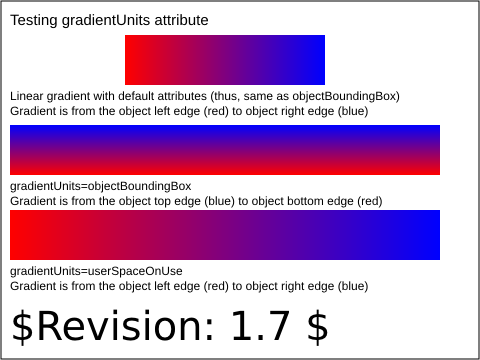 Testing gradientUnits attribute
Linear gradient with default attributes (thus, same as objectBoundingBox)
Gradient is from the object left edge (red) to object right edge (blue)
gradientUnits=objectBoundingBox
Gradient is from the object top edge (blue) to object bottom edge (red)
gradientUnits=userSpaceOnUse
Gradient is from the object left edge (red) to object right edge (blue)
$Revision: 1.7 $